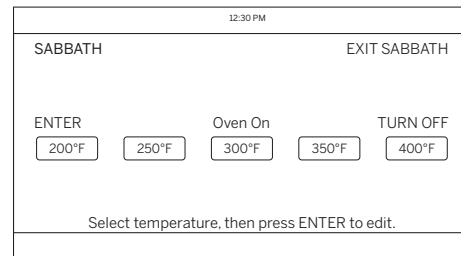 12:30 PM
SABBATH EXIT SABBATH
ENTER Oven On TURN OFF
200°F 250°F 300°F 350°F 400°F
Select temperature, then press ENTER to edit.